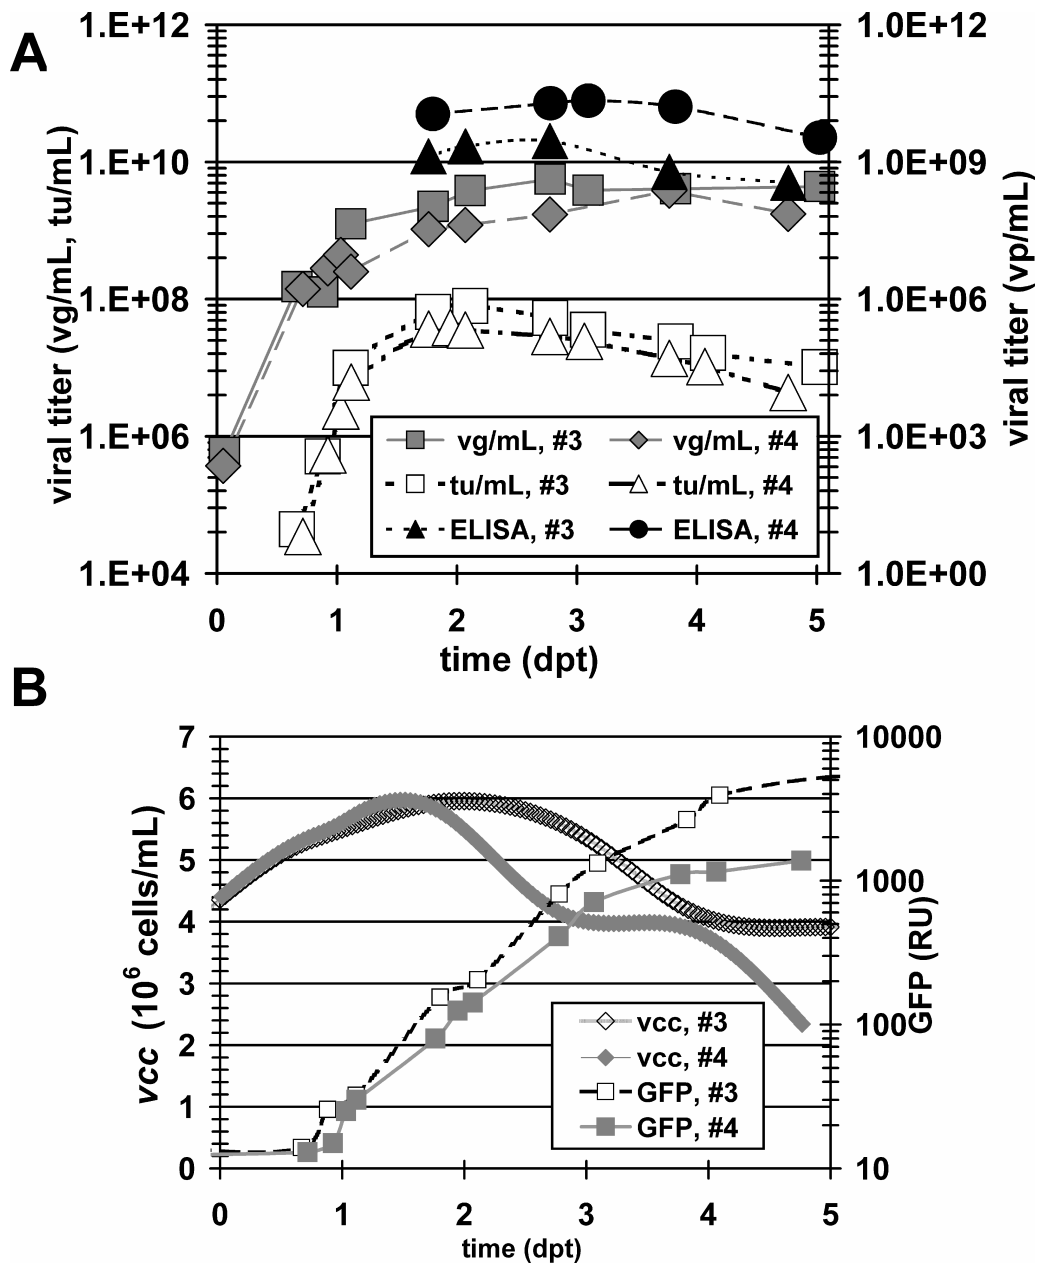 A
1.E+12
1.E+10
1.E+08
1.E+06
1.E+04
viral titer (vg/mL, tu/mL)
1.0E+12
1.0E+09
1.0E+06
1.0E+03
1.0E+00
viral titer (vp/mL)
vg/mL, #3
vg/mL, #4
tu/mL, #3
tu/mL, #4
ELISA, #3
ELISA, #4
0 1 2 3 4 5
time (dpt)
B
7
6
5
4
3
2
1
0
vcc (10⁶ cells/mL)
10000
1000
100
10
GFP (RU)
vcc, #3
vcc, #4
GFP, #3
GFP, #4
0 1 2 3 4 5
time (dpt)